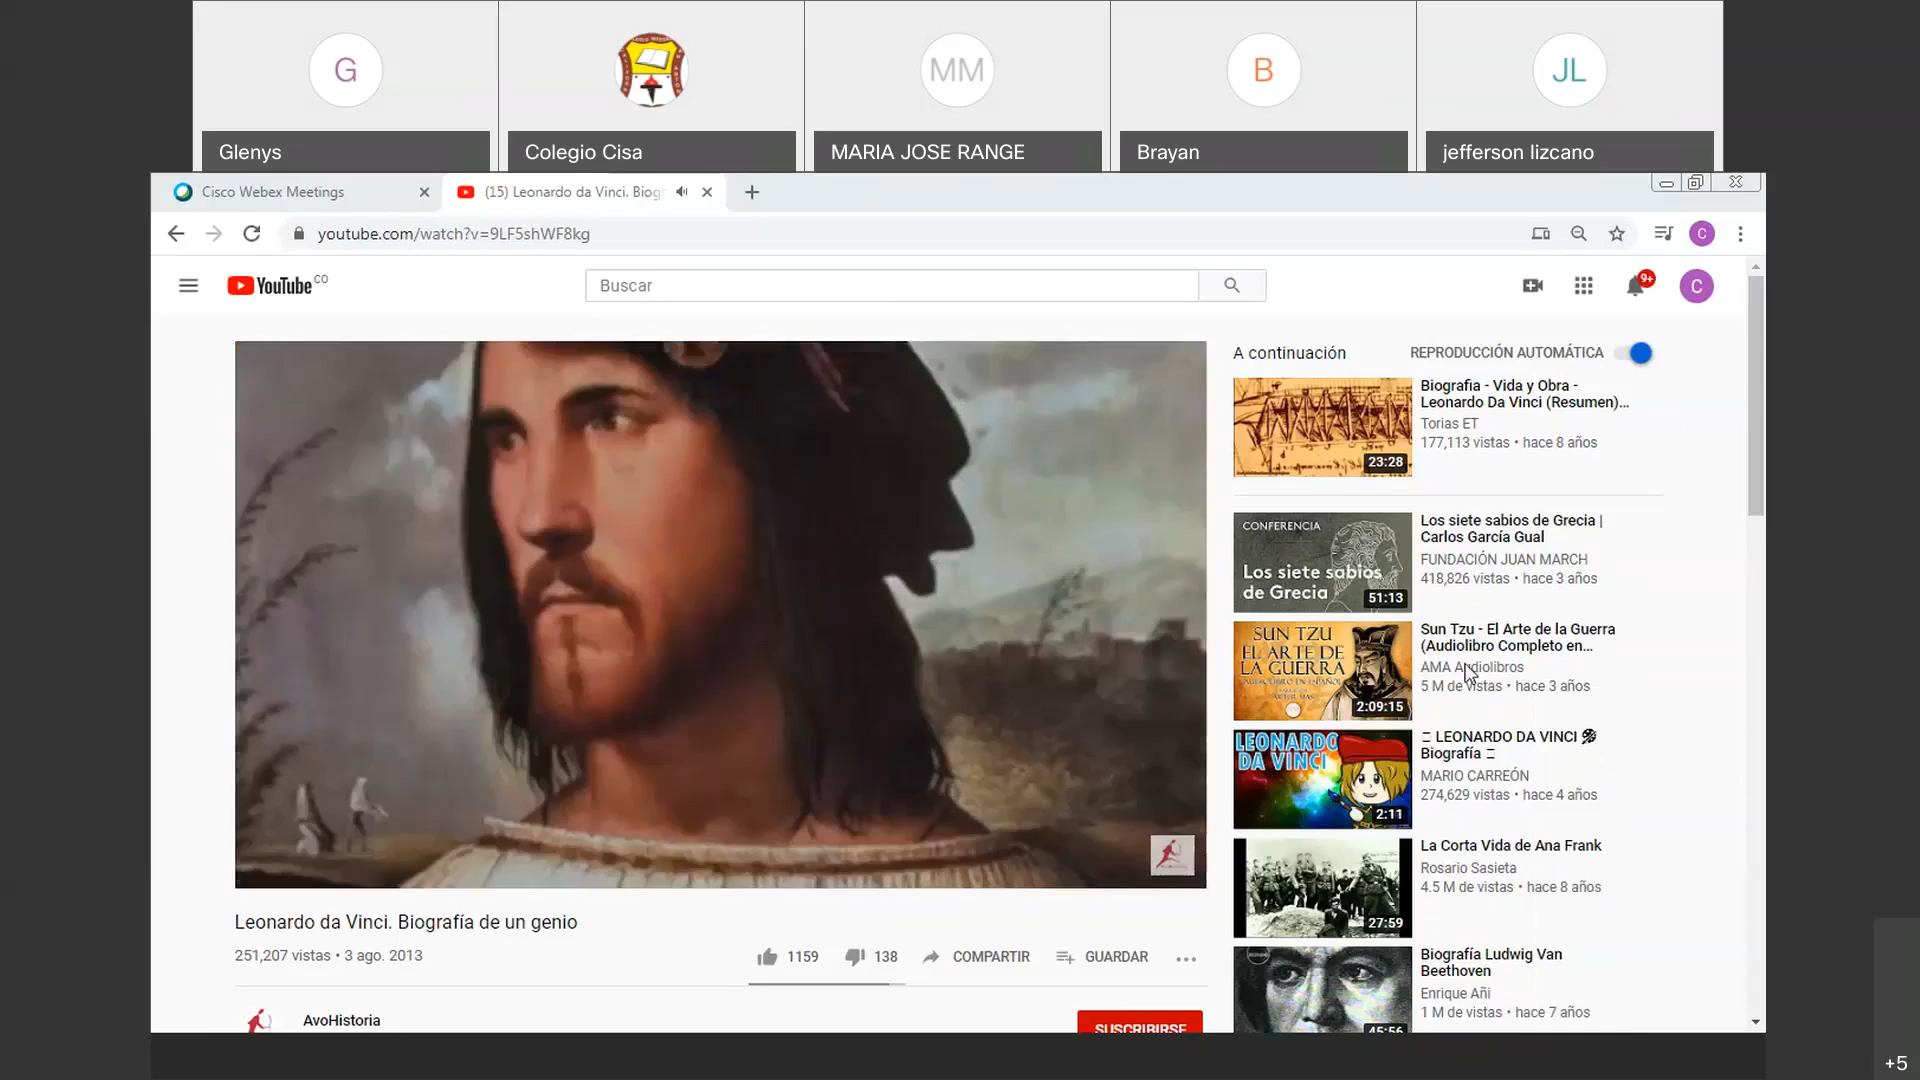 G
MM
B
JL
Glenys
Colegio Cisa
MARIA JOSE RANGE
Brayan
jefferson lizcano
Cisco Webex Meetings
(15) Leonardo da Vinci. Biogr
youtube.com/watch?v=9LF5shWF8kg
C
YouTube CO
Buscar
9+
C
A continuación
REPRODUCCIÓN AUTOMÁTICA
Biografia - Vida y Obra -
Leonardo Da Vinci (Resumen)...
Torias ET
177,113 vistas • hace 8 años
23:28
CONFERENCIA
Los siete sabios
de Grecia
51:13
Los siete sabios de Grecia |
Carlos García Gual
FUNDACIÓN JUAN MARCH
418,826 vistas • hace 3 años
SUN TZU
EL ARTE DE
LA GUERRA
2:09:15
Sun Tzu - El Arte de la Guerra
(Audiolibro Completo en...
AMA Audiolibros
5 M de vistas • hace 3 años
LEONARDO
DA VINCI
2:11
LEONARDO DA VINCI
Biografía
MARIO CARREÓN
274,629 vistas • hace 4 años
27:59
La Corta Vida de Ana Frank
Rosario Sasieta
4.5 M de vistas • hace 8 años
45:56
Biografía Ludwig Van
Beethoven
Enrique Añi
1 M de vistas • hace 7 años
Leonardo da Vinci. Biografía de un genio
251,207 vistas • 3 ago. 2013
1159
138
COMPARTIR
GUARDAR
AvoHistoria
SUSCRIBIRSE
+5